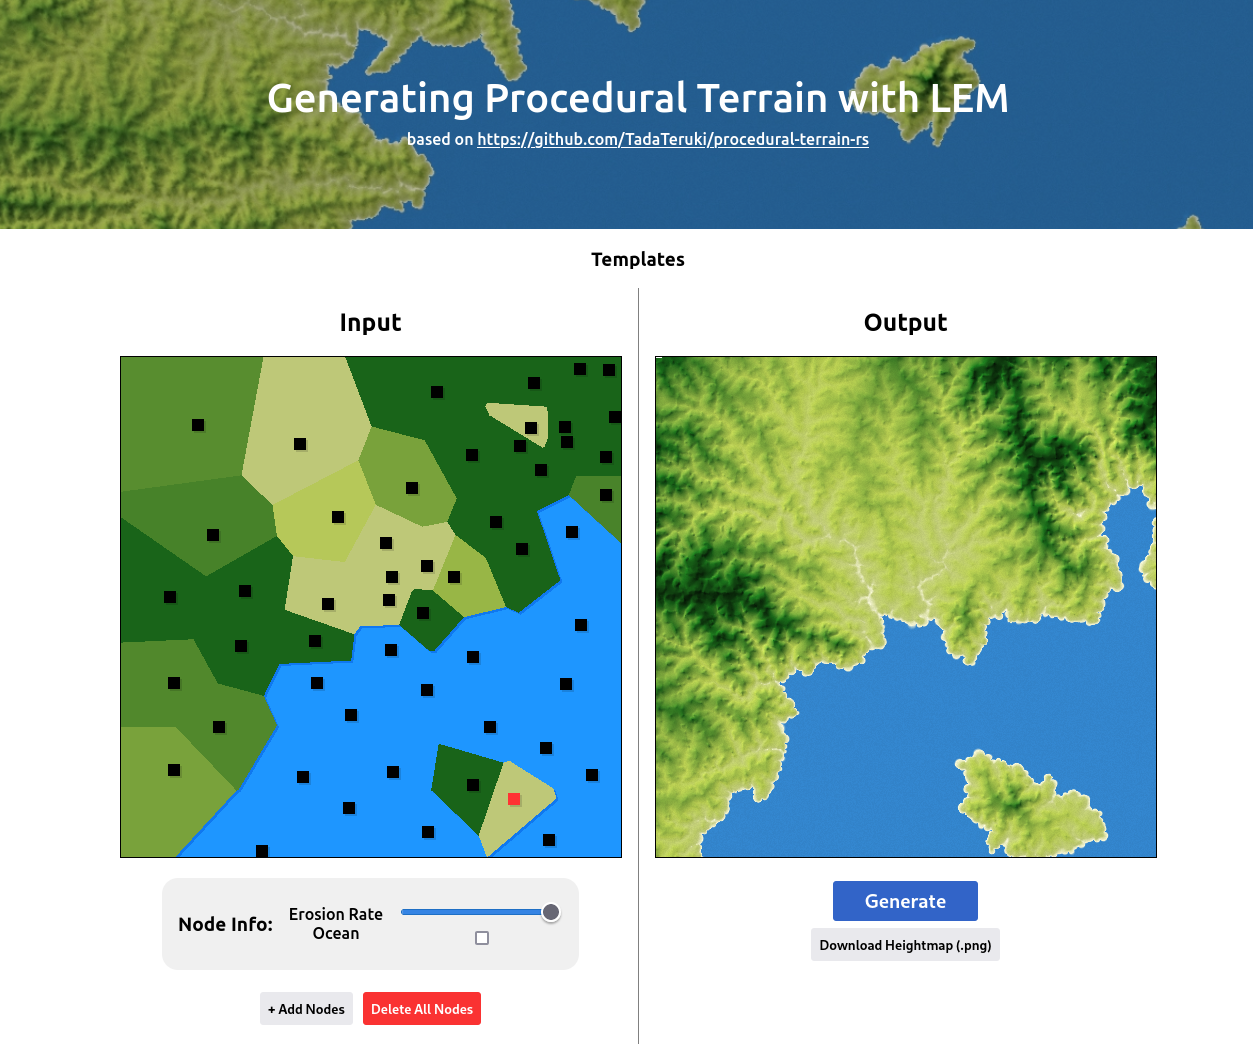 Generating Procedural Terrain with LEM
based on https://github.com/TadaTeruki/procedural-terrain-rs
Templates
Input
Output
Node Info:
Erosion Rate
Ocean
+ Add Nodes
Delete All Nodes
Generate
Download Heightmap (.png)